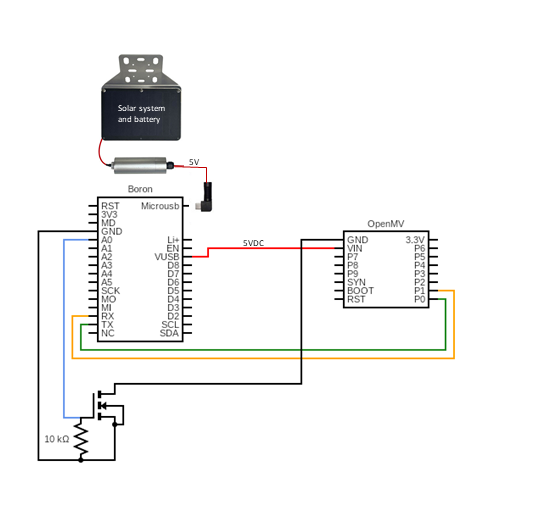 Solar system
and battery
5V
Boron
RST
3V3
MD
GND
A0
A1
A2
A3
A4
A5
SCK
MO
MI
RX
TX
NC
Microusb
Li+
EN
VUSB
D8
D7
D6
D5
D4
D3
D2
SCL
SDA
5VDC
OpenMV
GND
VIN
P7
P8
P9
SYN
BOOT
RST
3,3V
P6
P5
P4
P3
P2
P1
P0
10 kΩ